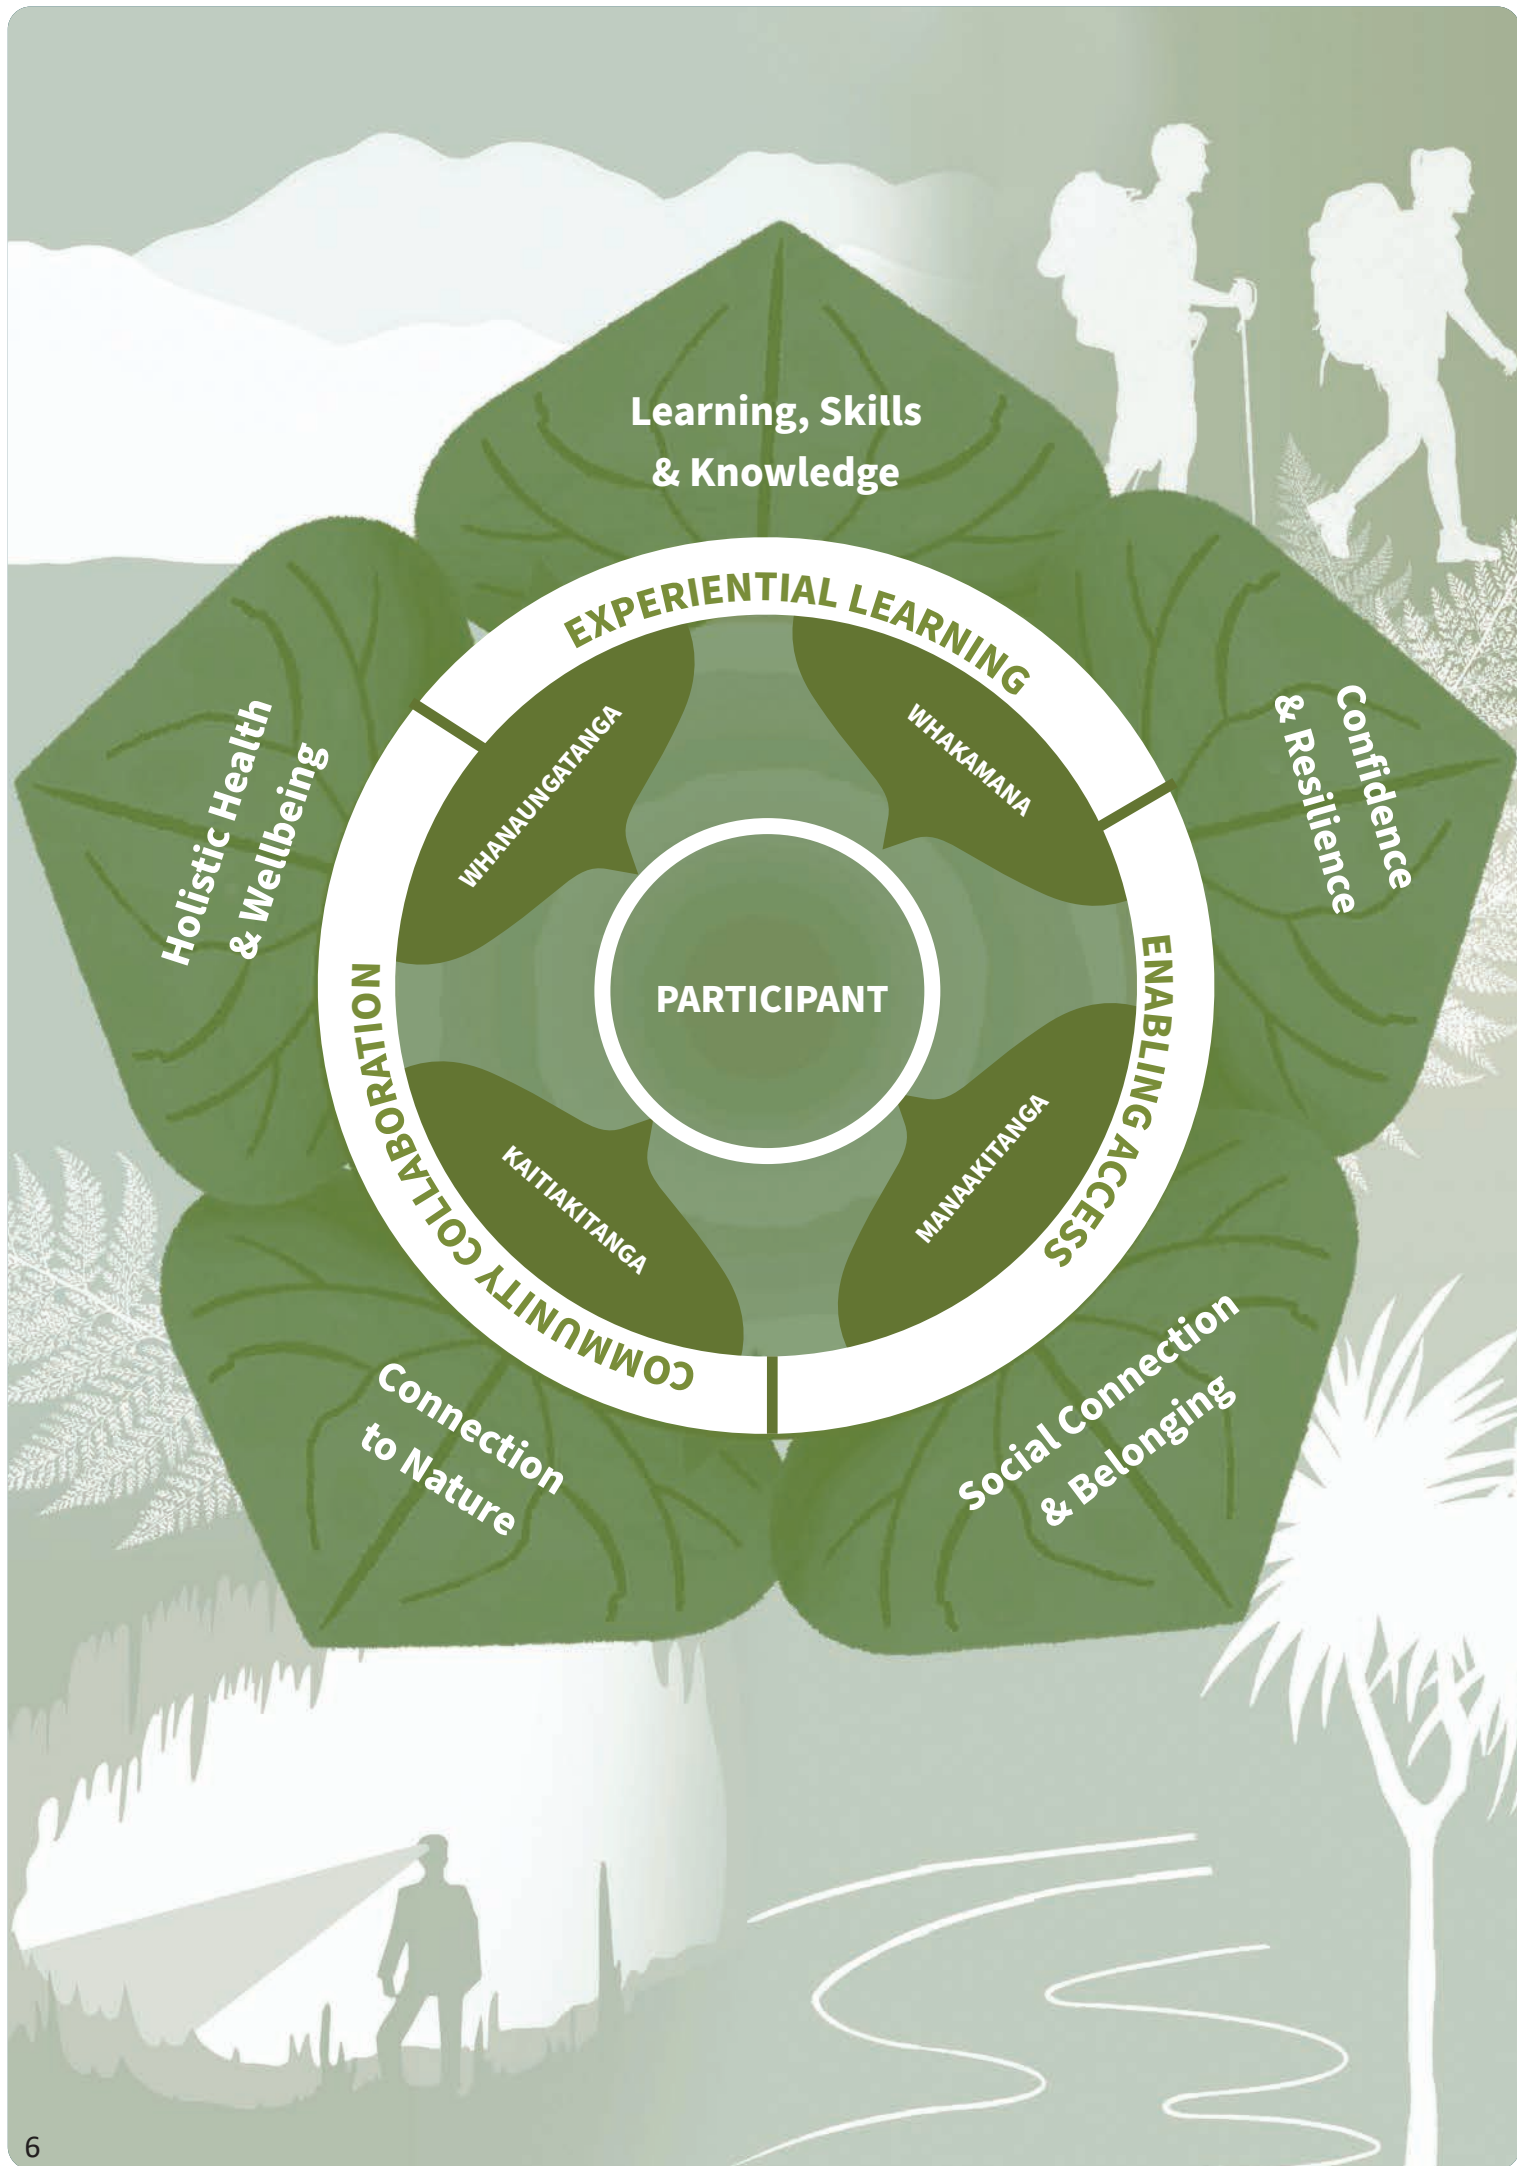 Learning, Skills
& Knowledge
EXPERIENTIAL LEARNING
WHANAUNGATANGA
WHAKAMANA
Holistic Health
& Wellbeing
Confidence
& Resilience
PARTICIPANT
COMMUNITY COLLABORATION
ENABLING ACCESS
KAITIAKITANGA
MANAAKITANGA
Connection
to Nature
Social Connection
& Belonging
6